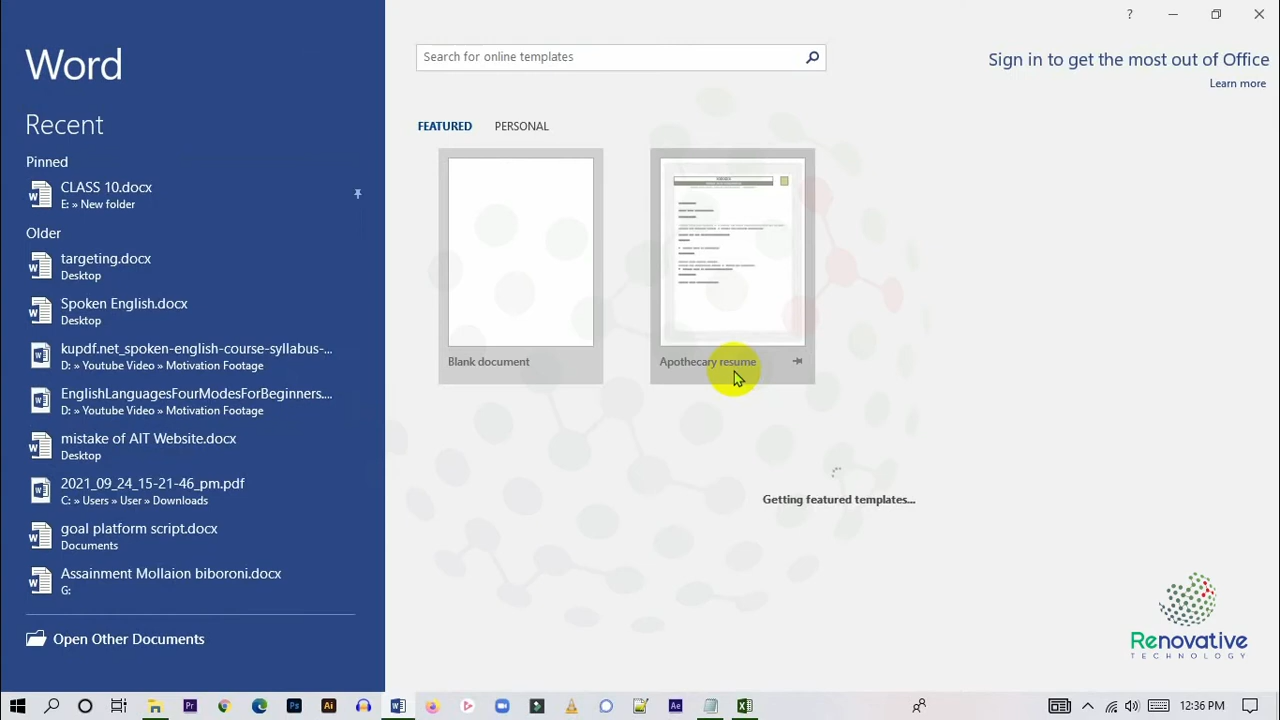 ?
Word
Search for online templates
Sign in to get the most out of Office
Learn more
Recent
FEATURED PERSONAL
Pinned
CLASS 10.docx
E: » New folder
Older
targeting.docx
Desktop
Spoken English.docx
Desktop
kupdf.net_spoken-english-course-syllabus-...
D: » Youtube Video » Motivation Footage
EnglishLanguagesFourModesForBeginners....
D: » Youtube Video » Motivation Footage
mistake of AIT Website.docx
Desktop
2021_09_24_15-21-46_pm.pdf
C: » Users » User » Downloads
goal platform script.docx
Documents
Assainment Mollaion biboroni.docx
G:
Open Other Documents
Blank document
Apothecary resume
Getting featured templates...
Renovative
TECHNOLOGY
Pr
Ps
Ai
W
Ae
X
12:36 PM